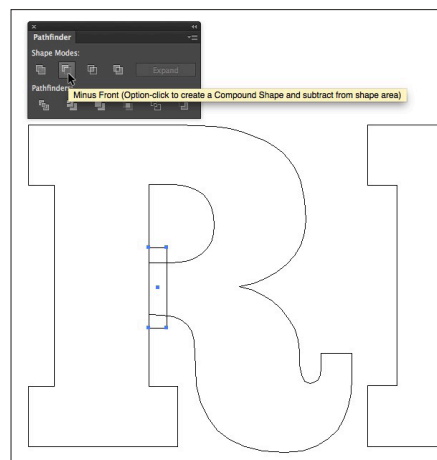 Pathfinder
Shape Modes:
Expand
Pathfinders:
Minus Front (Option-click to create a Compound Shape and subtract from shape area)
R